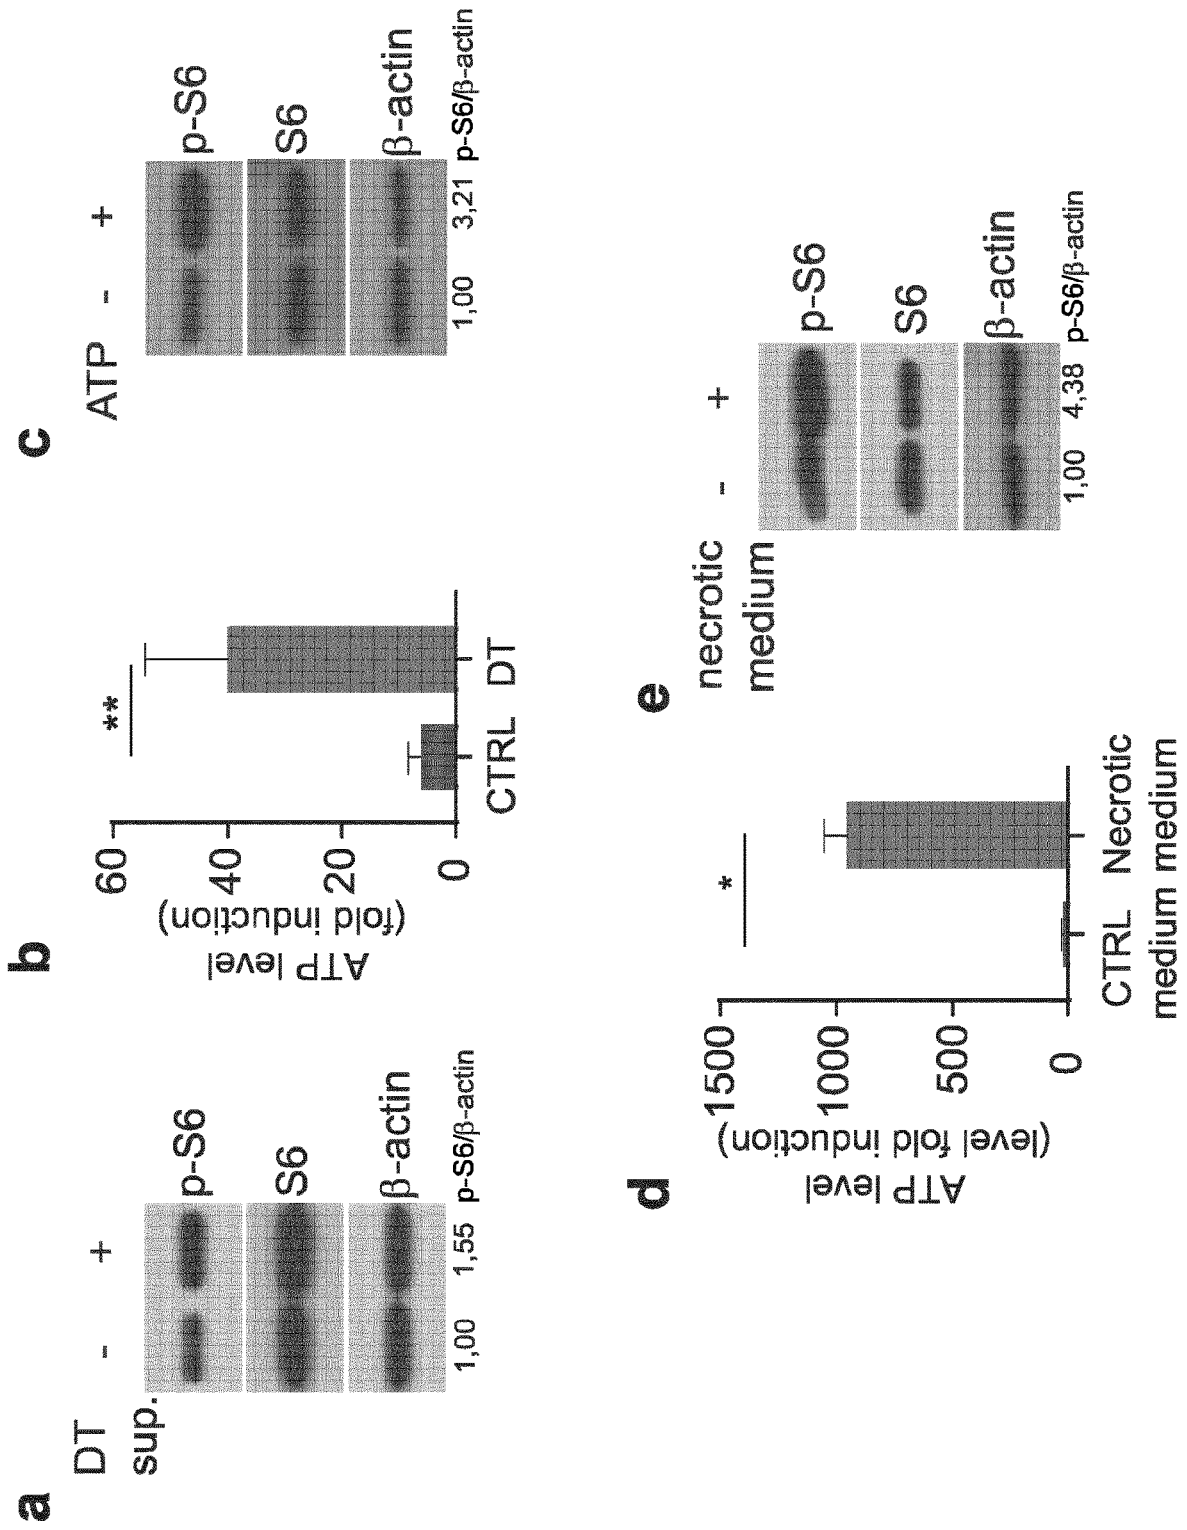 a
DT
sup.
- +
p-S6
S6
β-actin
1,00 1,55 p-S6/β-actin
b
ATP level
(fold induction)
60
40
20
0
**
CTRL DT
c
ATP - +
p-S6
S6
β-actin
1,00 3,21 p-S6/β-actin
d
ATP level
(level fold induction)
1500
1000
500
0
*
CTRL Necrotic
medium medium
e
necrotic
medium
- +
p-S6
S6
β-actin
1,00 4,38 p-S6/β-actin